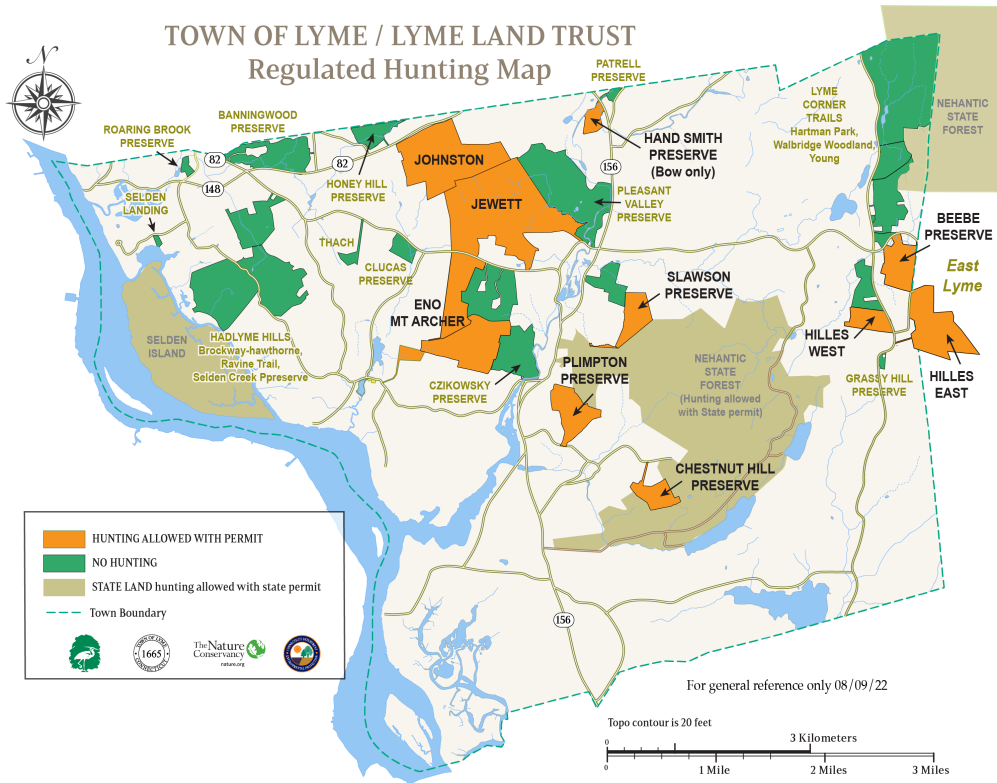 TOWN OF LYME / LYME LAND TRUST
Regulated Hunting Map
N
PATRELL
PRESERVE
LYME
CORNER
TRAILS
Hartman Park,
Walbridge Woodland,
Young
NEHANTIC
STATE
FOREST
BANNINGWOOD
PRESERVE
ROARING BROOK
PRESERVE
82
82
148
HONEY HILL
PRESERVE
JOHNSTON
HAND SMITH
PRESERVE
(Bow only)
156
JEWETT
PLEASANT
VALLEY
PRESERVE
SELDEN
LANDING
THACH
CLUCAS
PRESERVE
BEEBE
PRESERVE
East
Lyme
SLAWSON
PRESERVE
ENO
MT ARCHER
SELDEN
ISLAND
HADLYME HILLS
Brockway-hawthorne,
Ravine Trail,
Selden Creek Ppreserve
HILLES
WEST
PLIMPTON
PRESERVE
NEHANTIC
STATE
FOREST
(Hunting allowed
with State permit)
CZIKOWSKY
PRESERVE
GRASSY HILL
PRESERVE
HILLES
EAST
CHESTNUT HILL
PRESERVE
HUNTING ALLOWED WITH PERMIT
NO HUNTING
STATE LAND hunting allowed with state permit
Town Boundary
TOWN OF LYME
1665
CONNECTICUT
The Nature
Conservancy
nature.org
156
For general reference only 08/09/22
Topo contour is 20 feet
0
3 Kilometers
0
1 Mile
2 Miles
3 Miles